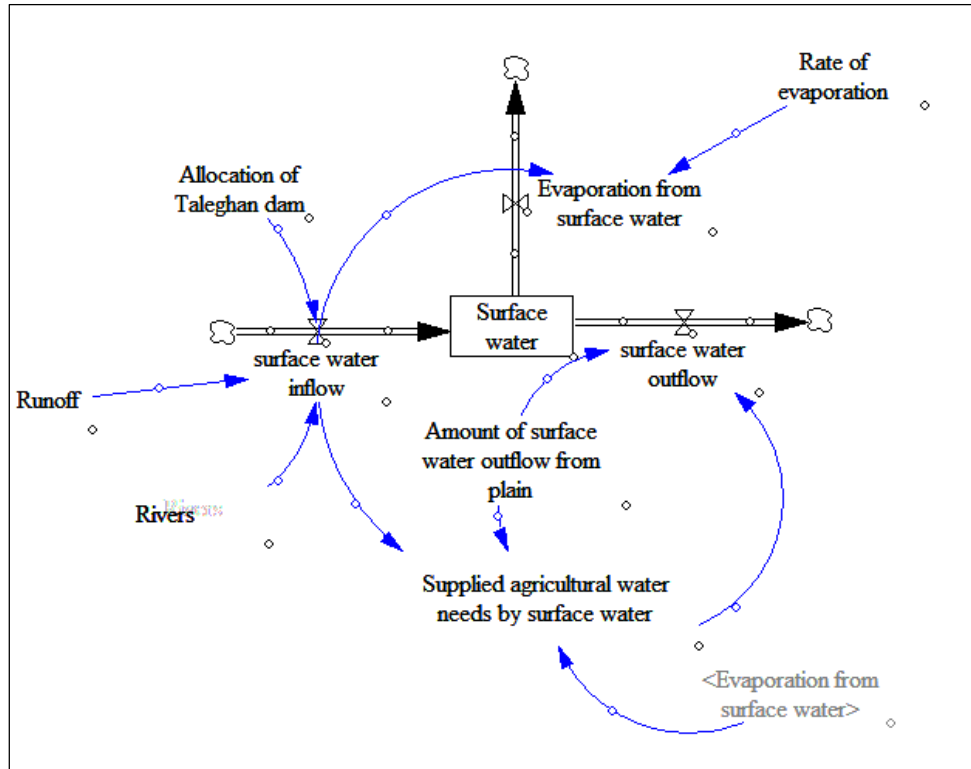 Rate of
evaporation
Allocation of
Taleghan dam
Evaporation from
surface water
Surface
water
surface water
inflow
surface water
outflow
Runoff
Amount of surface
water outflow from
plain
Rivers
Supplied agricultural water
needs by surface water
<Evaporation from
surface water>